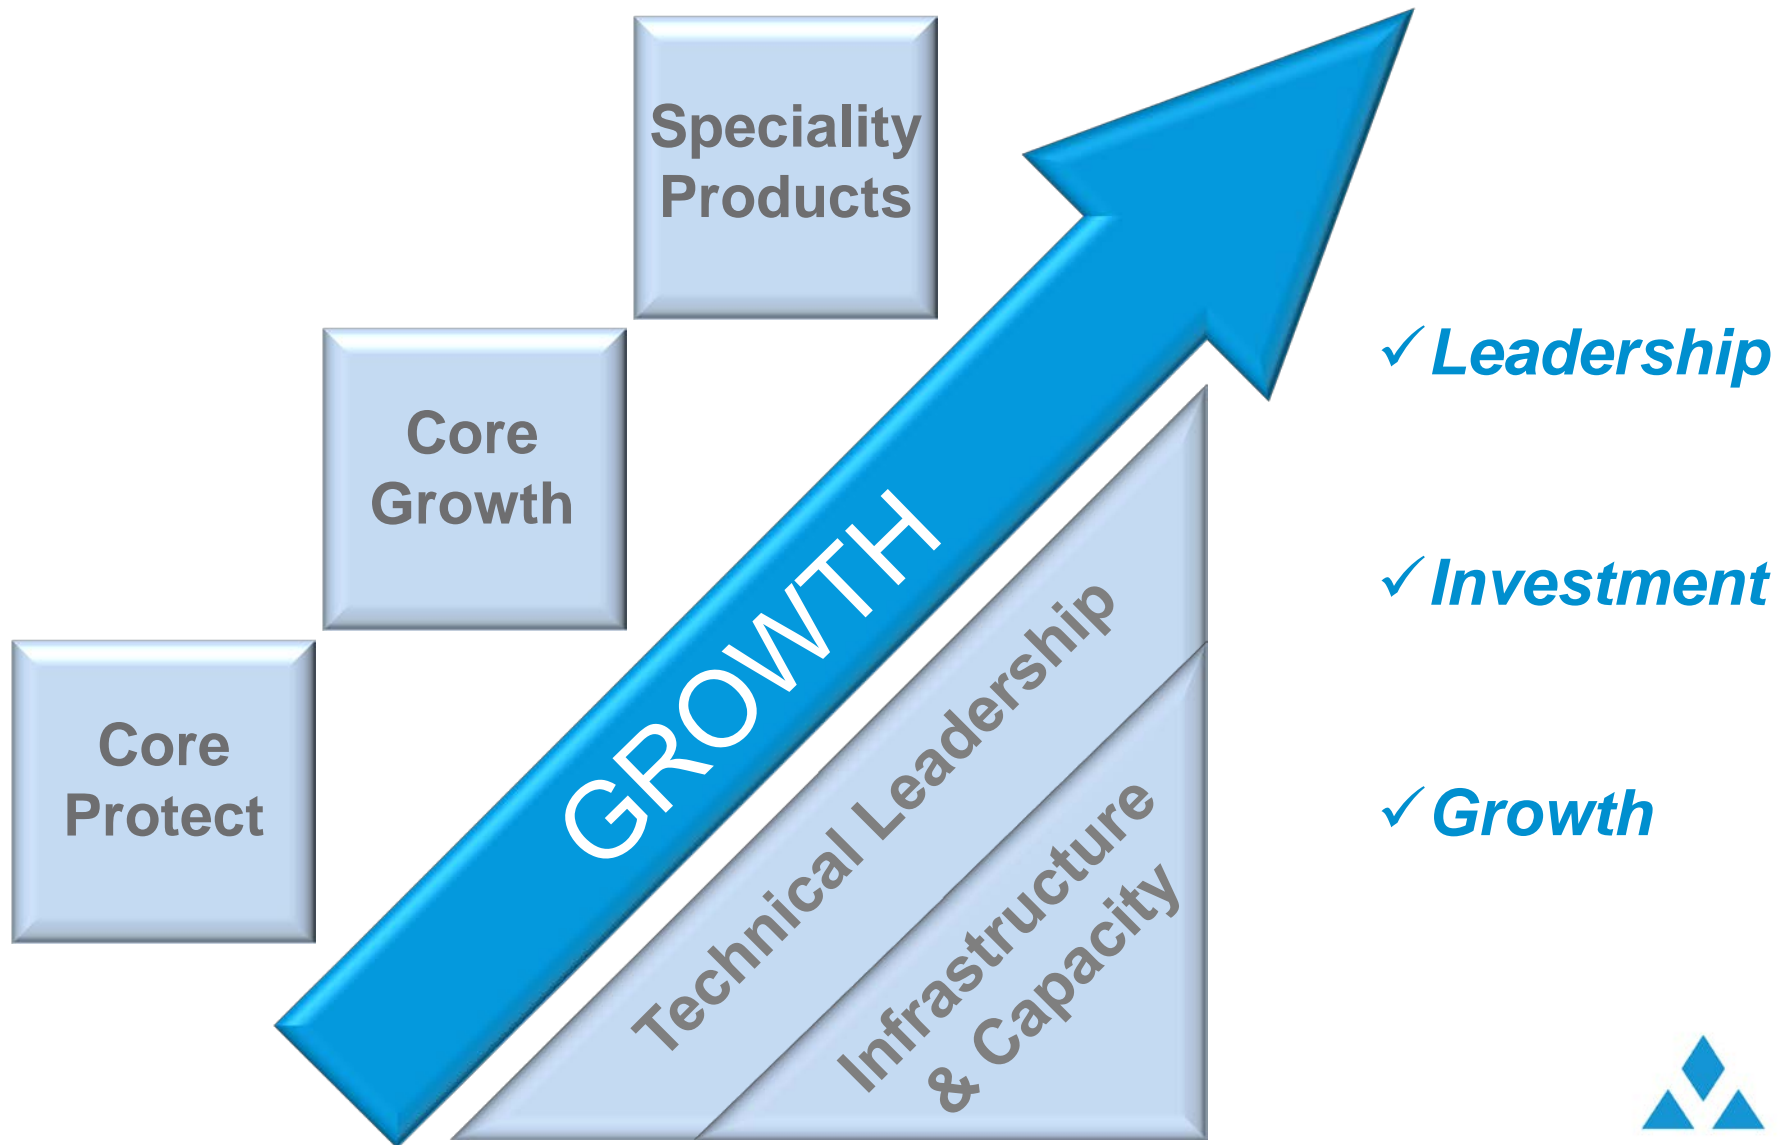 Speciality
Products
Core
Growth
Core
Protect
GROWTH
Technical Leadership
Infrastructure
& Capacity
✓ Leadership
✓ Investment
✓ Growth